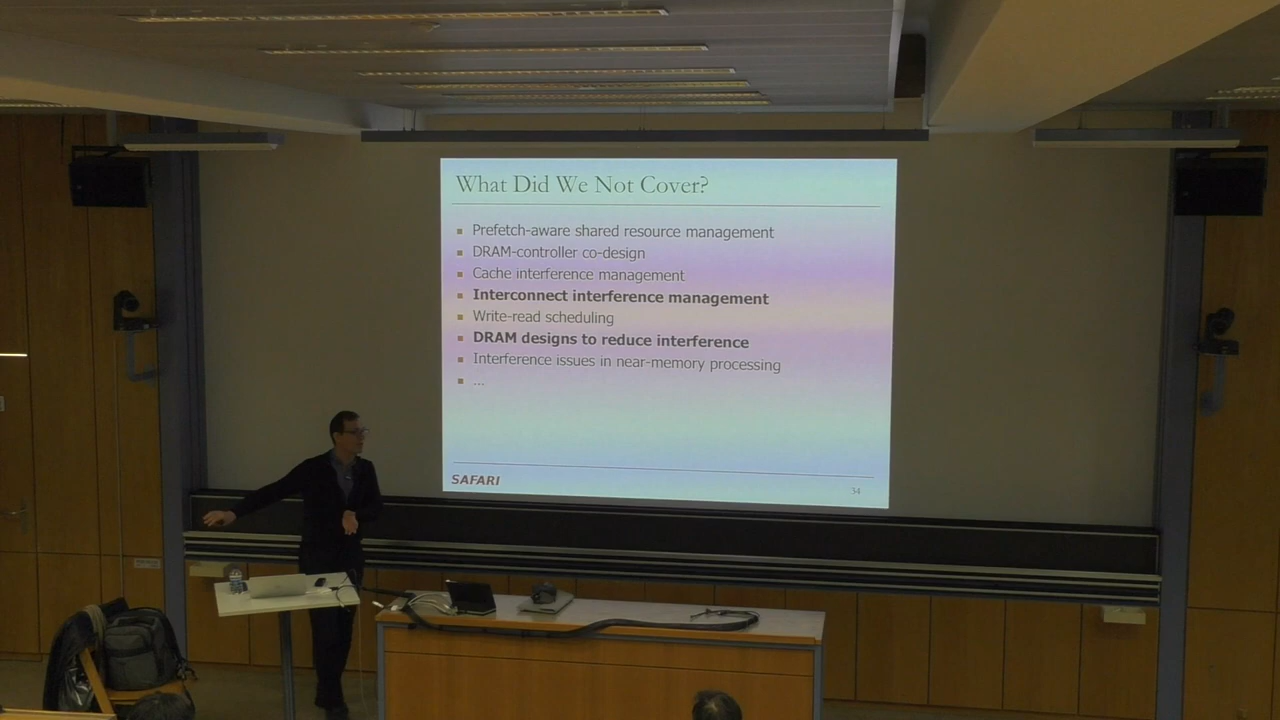 What Did We Not Cover?
Prefetch-aware shared resource management
DRAM-controller co-design
Cache interference management
Interconnect interference management
Write-read scheduling
DRAM designs to reduce interference
Interference issues in near-memory processing
...
SAFARI
34